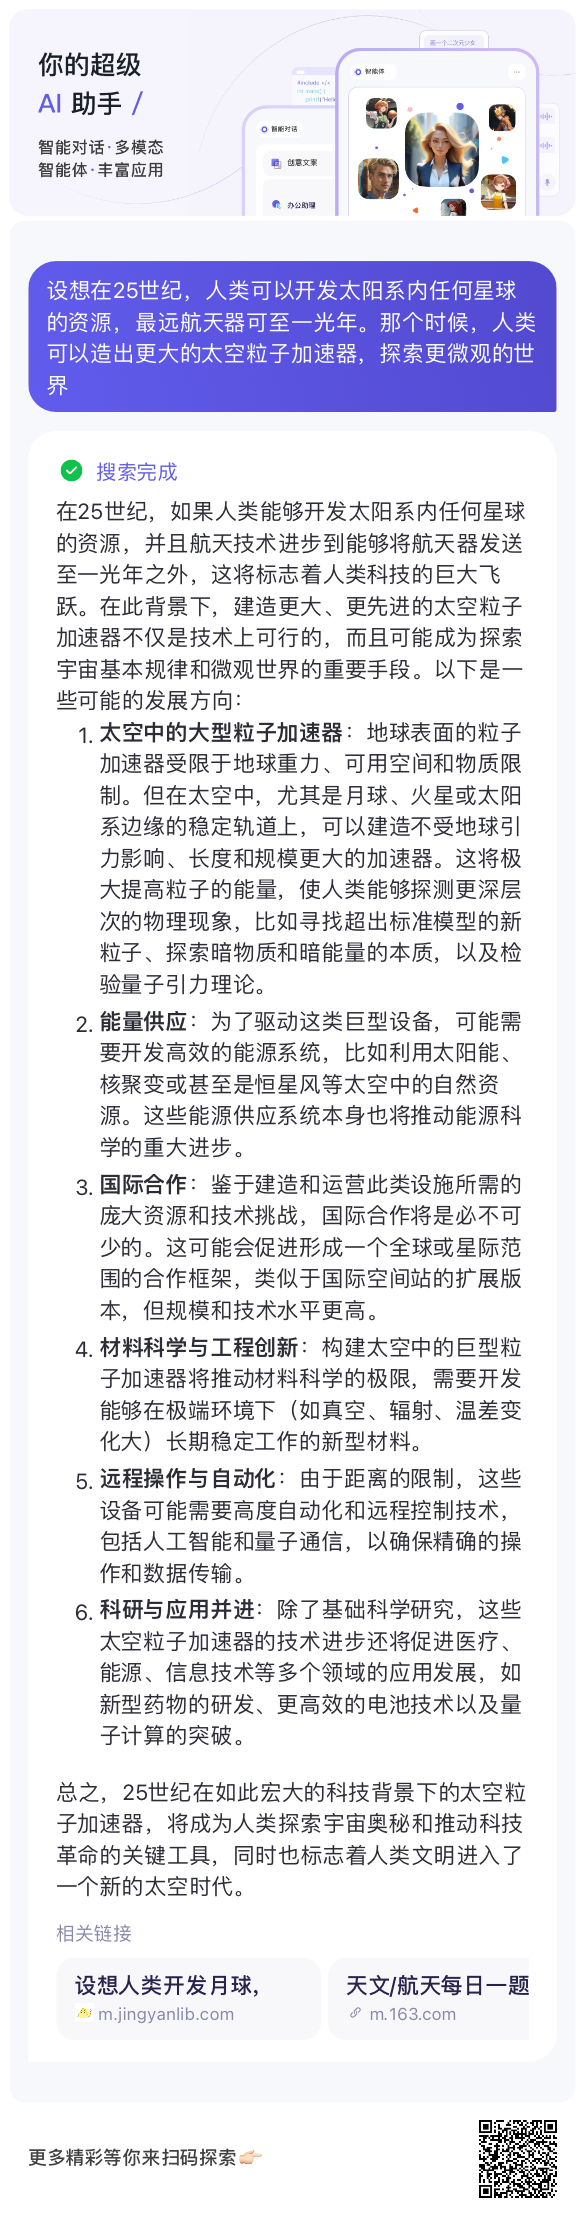 你的超级
AI 助手 /
智能对话·多模态
智能体·丰富应用
画一个二次元少女
#include </
print("Hello
智能体
智能对话
创意文案
办公助理
设想在25世纪，人类可以开发太阳系内任何星球
的资源，最远航天器可至一光年。那个时候，人类
可以造出更大的太空粒子加速器，探索更微观的世
界
搜索完成
在25世纪，如果人类能够开发太阳系内任何星球
的资源，并且航天技术进步到能够将航天器发送
至一光年之外，这将标志着人类科技的巨大飞
跃。在此背景下，建造更大、更先进的太空粒子
加速器不仅是技术上可行的，而且可能成为探索
宇宙基本规律和微观世界的重要手段。以下是一
些可能的发展方向：
1. 太空中的大型粒子加速器：地球表面的粒子
加速器受限于地球重力、可用空间和物质限
制。但在太空中，尤其是月球、火星或太阳
系边缘的稳定轨道上，可以建造不受地球引
力影响、长度和规模更大的加速器。这将极
大提高粒子的能量，使人类能够探测更深层
次的物理现象，比如寻找超出标准模型的新
粒子、探索暗物质和暗能量的本质，以及检
验量子引力理论。
2. 能量供应：为了驱动这类巨型设备，可能需
要开发高效的能源系统，比如利用太阳能、
核聚变或甚至是恒星风等太空中的自然资
源。这些能源供应系统本身也将推动能源科
学的重大进步。
3. 国际合作：鉴于建造和运营此类设施所需的
庞大资源和技术挑战，国际合作将是必不可
少的。这可能会促进形成一个全球或星际范
围的合作框架，类似于国际空间站的扩展版
本，但规模和技术水平更高。
4. 材料科学与工程创新：构建太空中的巨型粒
子加速器将推动材料科学的极限，需要开发
能够在极端环境下（如真空、辐射、温差变
化大）长期稳定工作的新型材料。
5. 远程操作与自动化：由于距离的限制，这些
设备可能需要高度自动化和远程控制技术，
包括人工智能和量子通信，以确保精确的操
作和数据传输。
6. 科研与应用并进：除了基础科学研究，这些
太空粒子加速器的技术进步还将促进医疗、
能源、信息技术等多个领域的应用发展，如
新型药物的研发、更高效的电池技术以及量
子计算的突破。
总之，25世纪在如此宏大的科技背景下的太空粒
子加速器，将成为人类探索宇宙奥秘和推动科技
革命的关键工具，同时也标志着人类文明进入了
一个新的太空时代。
相关链接
设想人类开发月球，
m.jingyanlib.com
天文/航天每日一题
m.163.com
更多精彩等你来扫码探索👉🏻